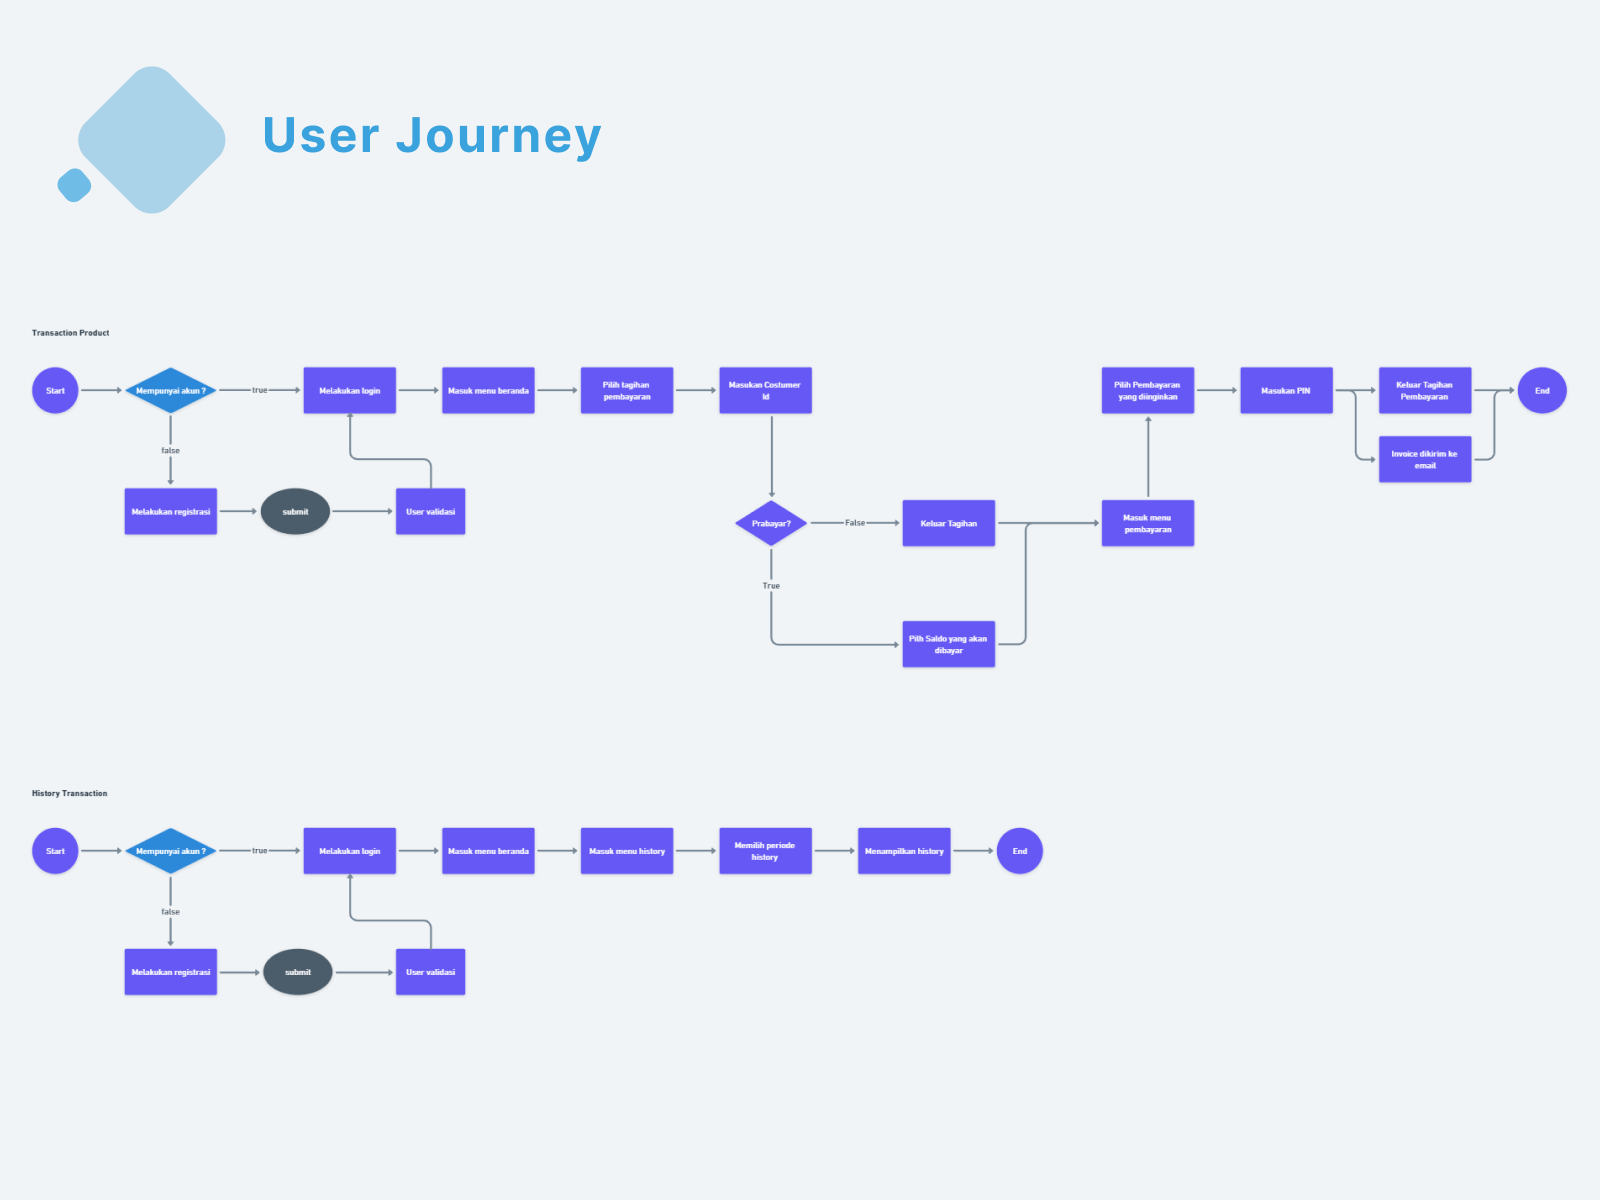 User Journey
Transaction Product
Start
Mempunyai akun ?
true
Melakukan login
Masuk menu beranda
Pilih tagihan
pembayaran
Masukan Costumer
Id
Pilih Pembayaran
yang diinginkan
Masukan PIN
Keluar Tagihan
Pembayaran
End
false
Invoice dikirim ke
email
Melakukan registrasi
submit
User validasi
Prabayar?
False
Keluar Tagihan
Masuk menu
pembayaran
True
Pilh Saldo yang akan
dibayar
History Transaction
Start
Mempunyai akun ?
true
Melakukan login
Masuk menu beranda
Masuk menu history
Memilih periode
history
Menampilkan history
End
false
Melakukan registrasi
submit
User validasi